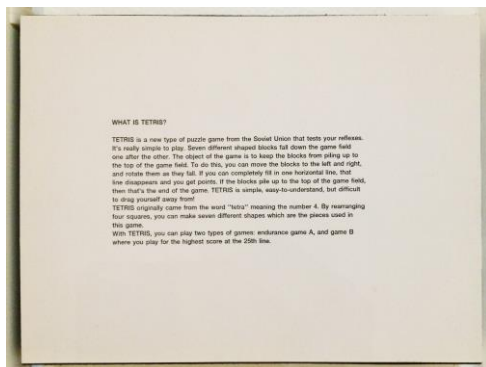 WHAT IS TETRIS?
TETRIS is a new type of puzzle game from the Soviet Union that tests your reflexes.
It's really simple to play. Seven different shaped blocks fall down the game field
one after the other. The object of the game is to keep the blocks from piling up to
the top of the game field. To do this, you can move the blocks to the left and right,
and rotate them as they fall. If you can completely fill in one horizontal line, that
line disappears and you get points. If the blocks pile up to the top of the game field,
then that's the end of the game. TETRIS is simple, easy-to-understand, but difficult
to drag yourself away from!
TETRIS originally came from the word "tetra" meaning the number 4. By rearranging
four squares, you can make seven different shapes which are the pieces used in
this game.
With TETRIS, you can play two types of games: endurance game A, and game B
where you play for the highest score at the 25th line.